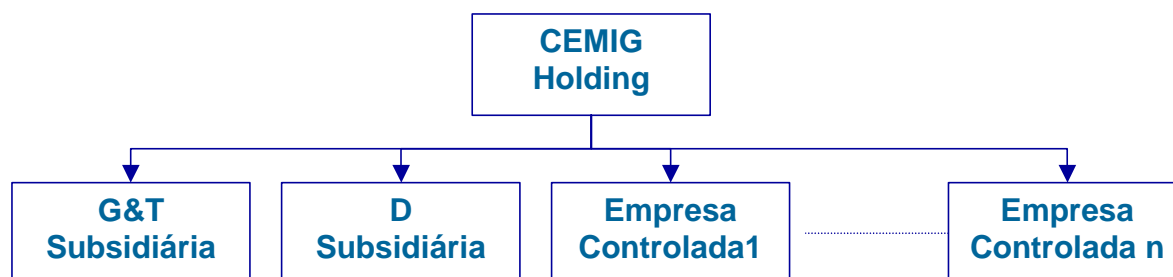 CEMIG
Holding
G&T
Subsidiária
D
Subsidiária
Empresa
Controlada1
Empresa
Controlada n